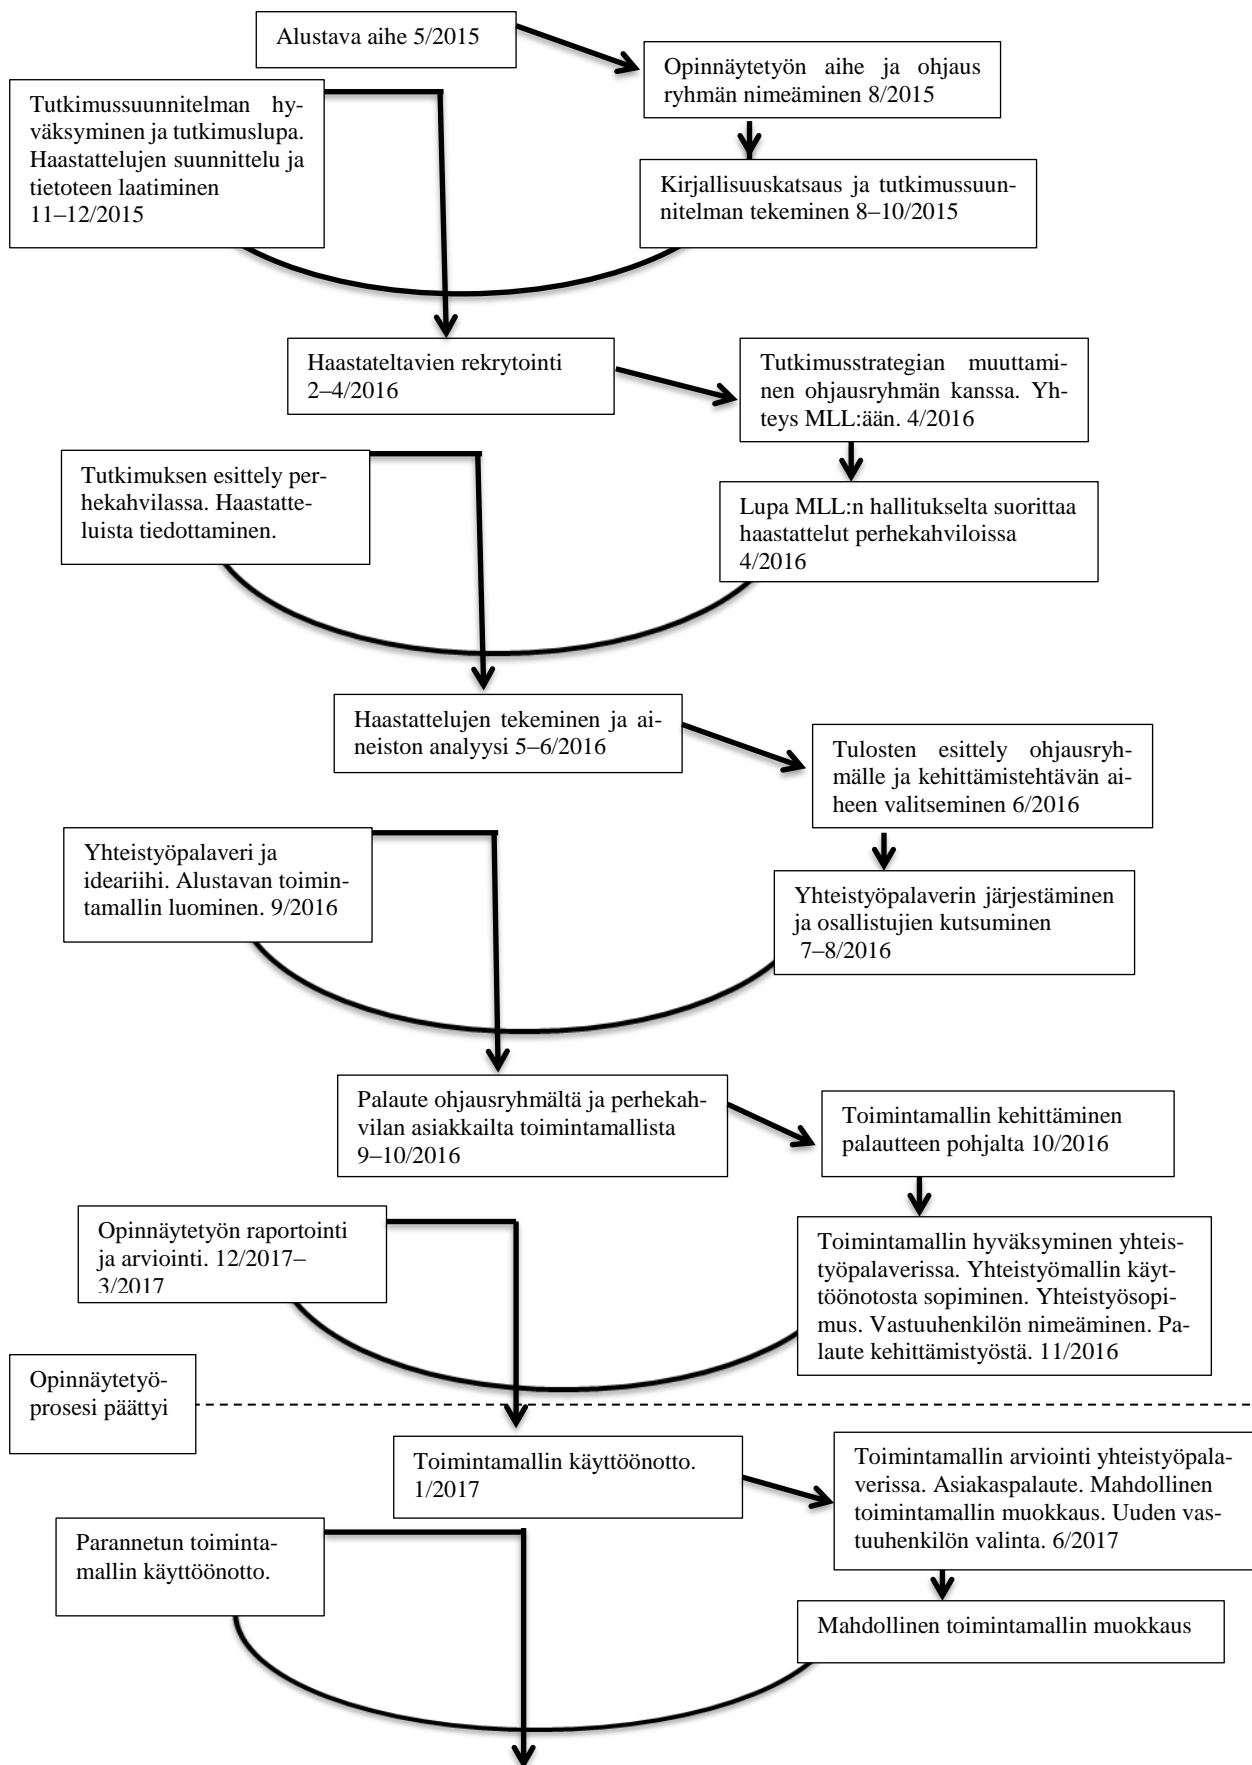 Alustava aihe 5/2015
Opinnäytetyön aihe ja ohjaus
ryhmän nimeäminen 8/2015
Tutkimussuunnitelman hy-
väksyminen ja tutkimuslupa.
Haastattelujen suunnittelu ja
tietoteen laatiminen
11–12/2015
Kirjallisuuskatsaus ja tutkimussuun-
nitelman tekeminen 8–10/2015
Haastateltavien rekrytointi
2–4/2016
Tutkimusstrategian muuttami-
nen ohjausryhmän kanssa. Yh-
teys MLL:ään. 4/2016
Tutkimuksen esittely per-
hekahvilassa. Haastatte-
luista tiedottaminen.
Lupa MLL:n hallitukselta suorittaa
haastattelut perhekahviloissa
4/2016
Haastattelujen tekeminen ja ai-
neiston analyysi 5–6/2016
Tulosten esittely ohjausryh-
mälle ja kehittämistehtävän ai-
heen valitseminen 6/2016
Yhteistyöpalaveri ja
ideariihi. Alustavan toimin-
tamallin luominen. 9/2016
Yhteistyöpalaverin järjestäminen
ja osallistujien kutsuminen
7–8/2016
Palaute ohjausryhmältä ja perhekah-
vilan asiakkailta toimintamallista
9–10/2016
Toimintamallin kehittäminen
palautteen pohjalta 10/2016
Opinnäytetyön raportointi
ja arviointi. 12/2017–
3/2017
Toimintamallin hyväksyminen yhteis-
työpalaverissa. Yhteistyömallin käyt-
töönotosta sopiminen. Yhteistyösopi-
mus. Vastuuhenkilön nimeäminen. Pa-
laute kehittämistyöstä. 11/2016
Opinnäytetyö-
prosesi päättyi
Toimintamallin käyttöönotto.
1/2017
Toimintamallin arviointi yhteistyöpala-
verissa. Asiakaspalaute. Mahdollinen
toimintamallin muokkaus. Uuden vas-
tuuhenkilön valinta. 6/2017
Parannetun toiminta-
mallin käyttöönotto.
Mahdollinen toimintamallin muokkaus